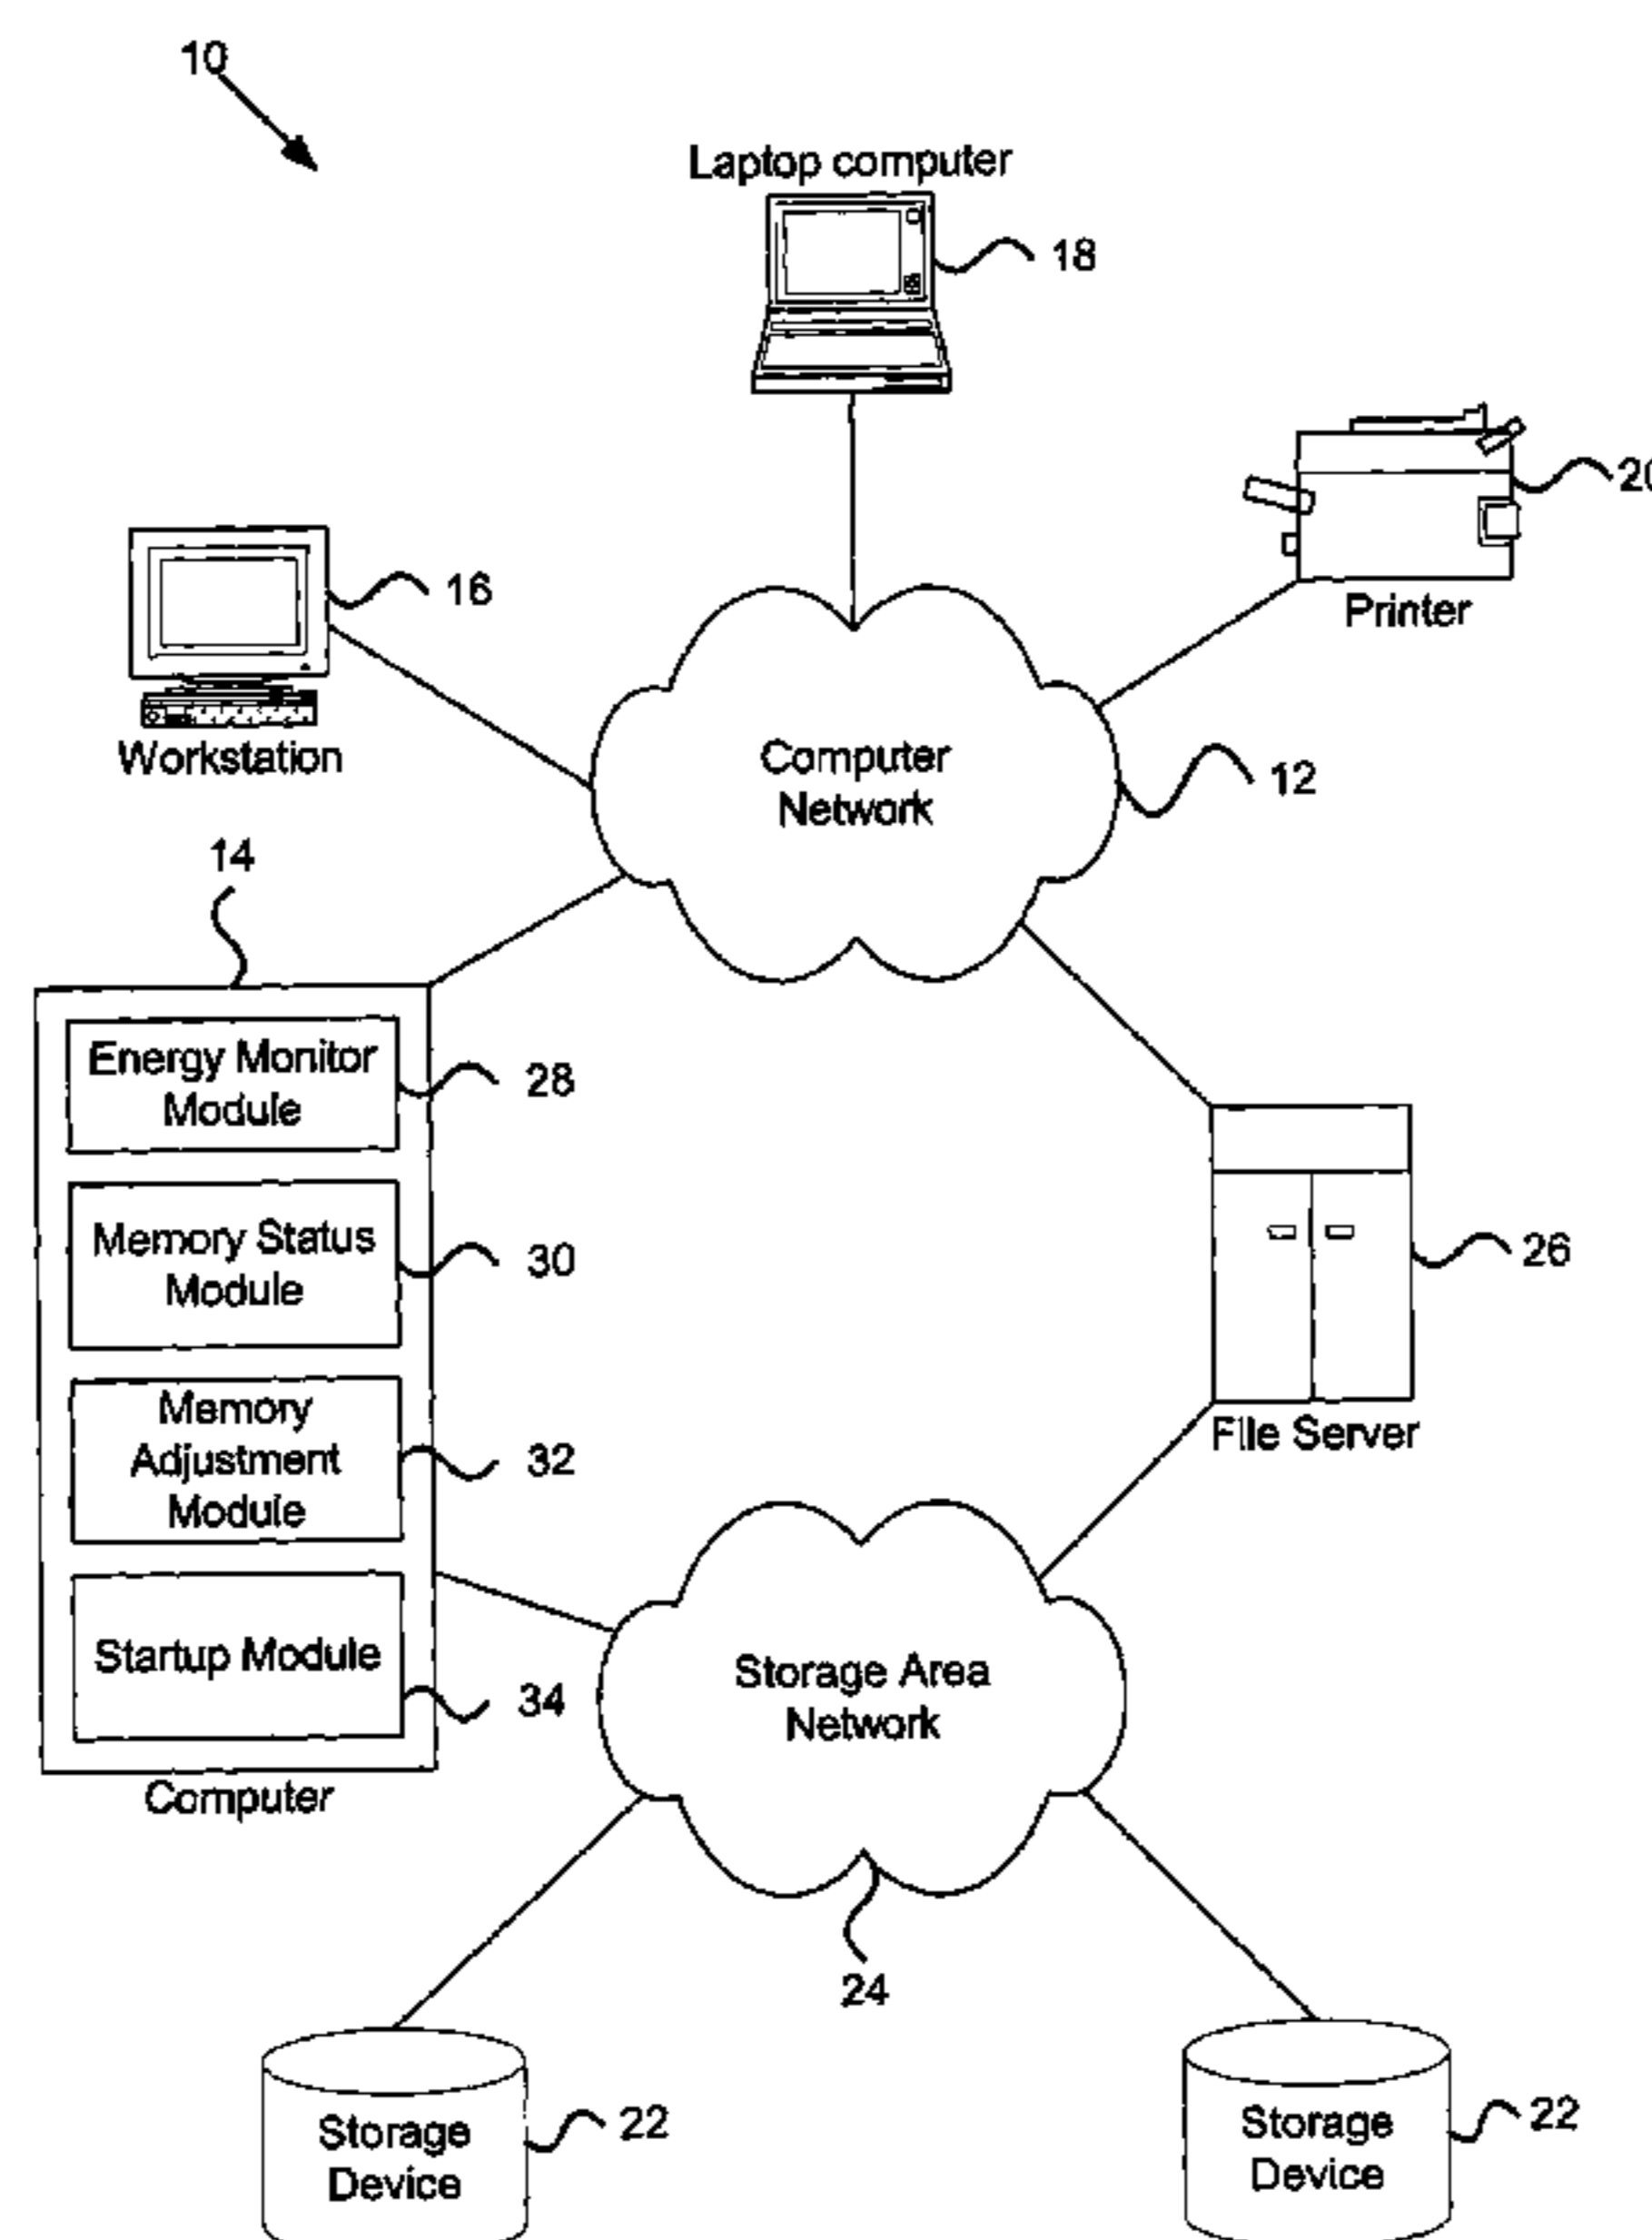 10
Laptop computer
18
20
Printer
16
Workstation
Computer
Network
12
14
Energy Monitor
Module
28
Memory Status
Module
30
Memory
Adjustment
Module
32
Startup Module
34
Computer
26
File Server
Storage Area
Network
24
Storage
Device
22
Storage
Device
22